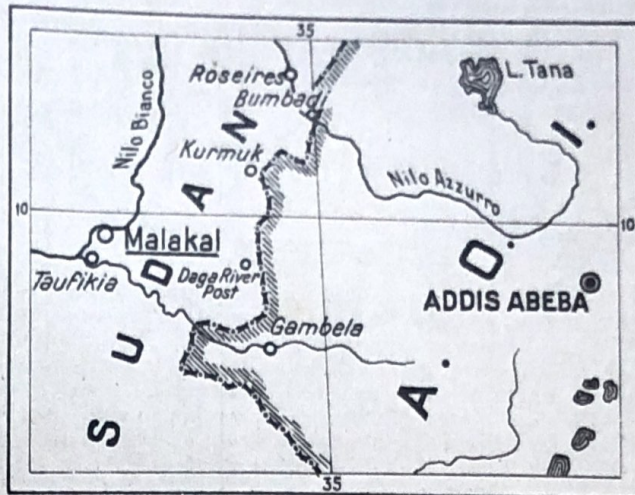 35
Ròseires
L. Tana
Bumbadi
Nilo Bianco
Kurmuk
Nilo Azzurro
10
10
Malakal
Taufikia
Daga River
Post
ADDIS ABEBA
Gambela
SUDAN
A. O. I.
35